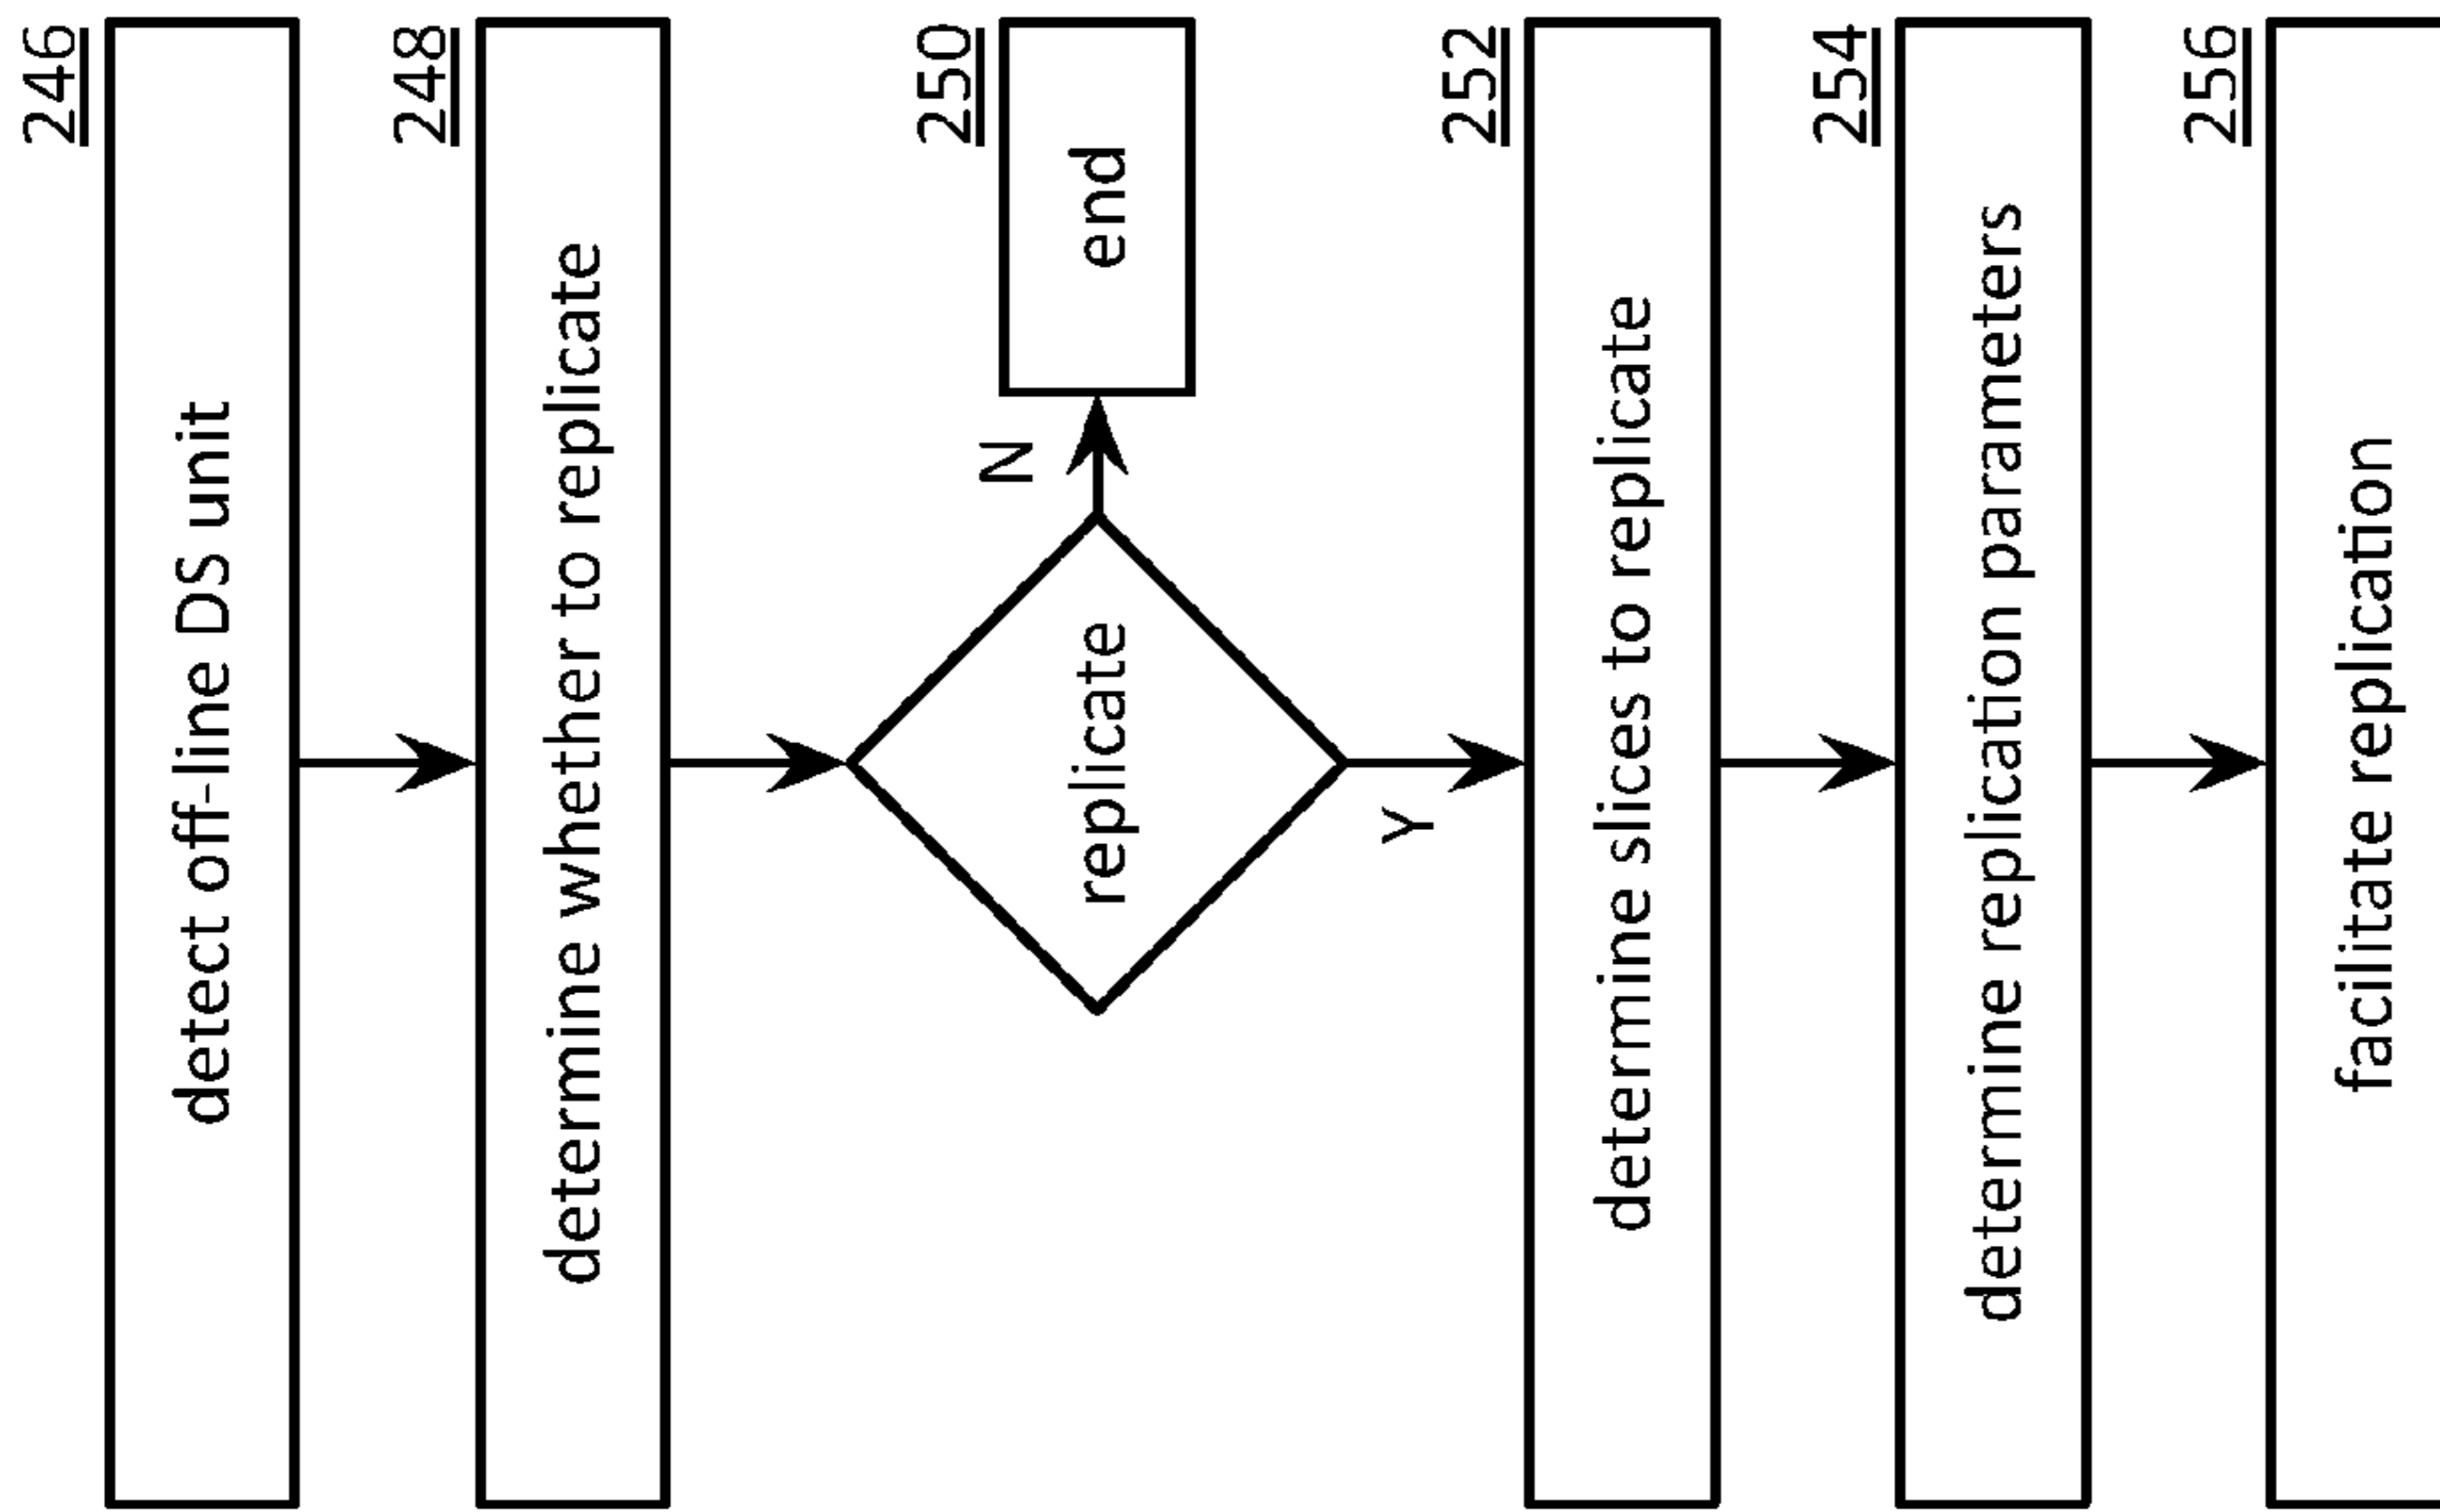 246
detect off-line DS unit
248
determine whether to replicate
replicate
N
250
end
Y
252
determine slices to replicate
254
determine replication parameters
256
facilitate replication